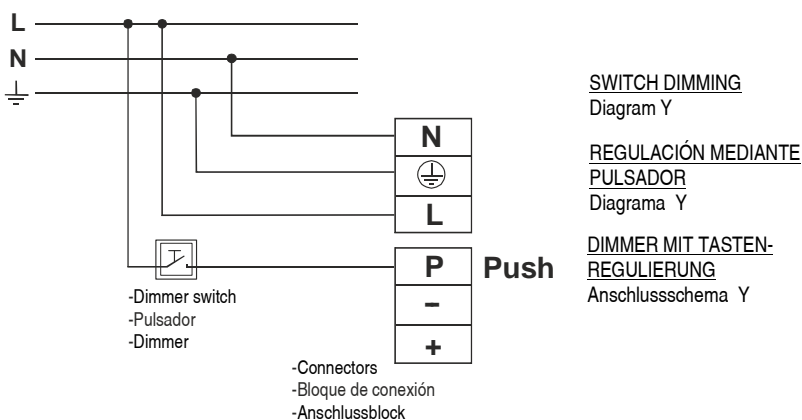 L
N
N
L
P
Push
–
+
-Dimmer switch
-Pulsador
-Dimmer
-Connectors
-Bloque de conexión
-Anschlussblock
SWITCH DIMMING
Diagram Y
REGULACIÓN MEDIANTE
PULSADOR
Diagrama Y
DIMMER MIT TASTEN-
REGULIERUNG
Anschlussschema Y